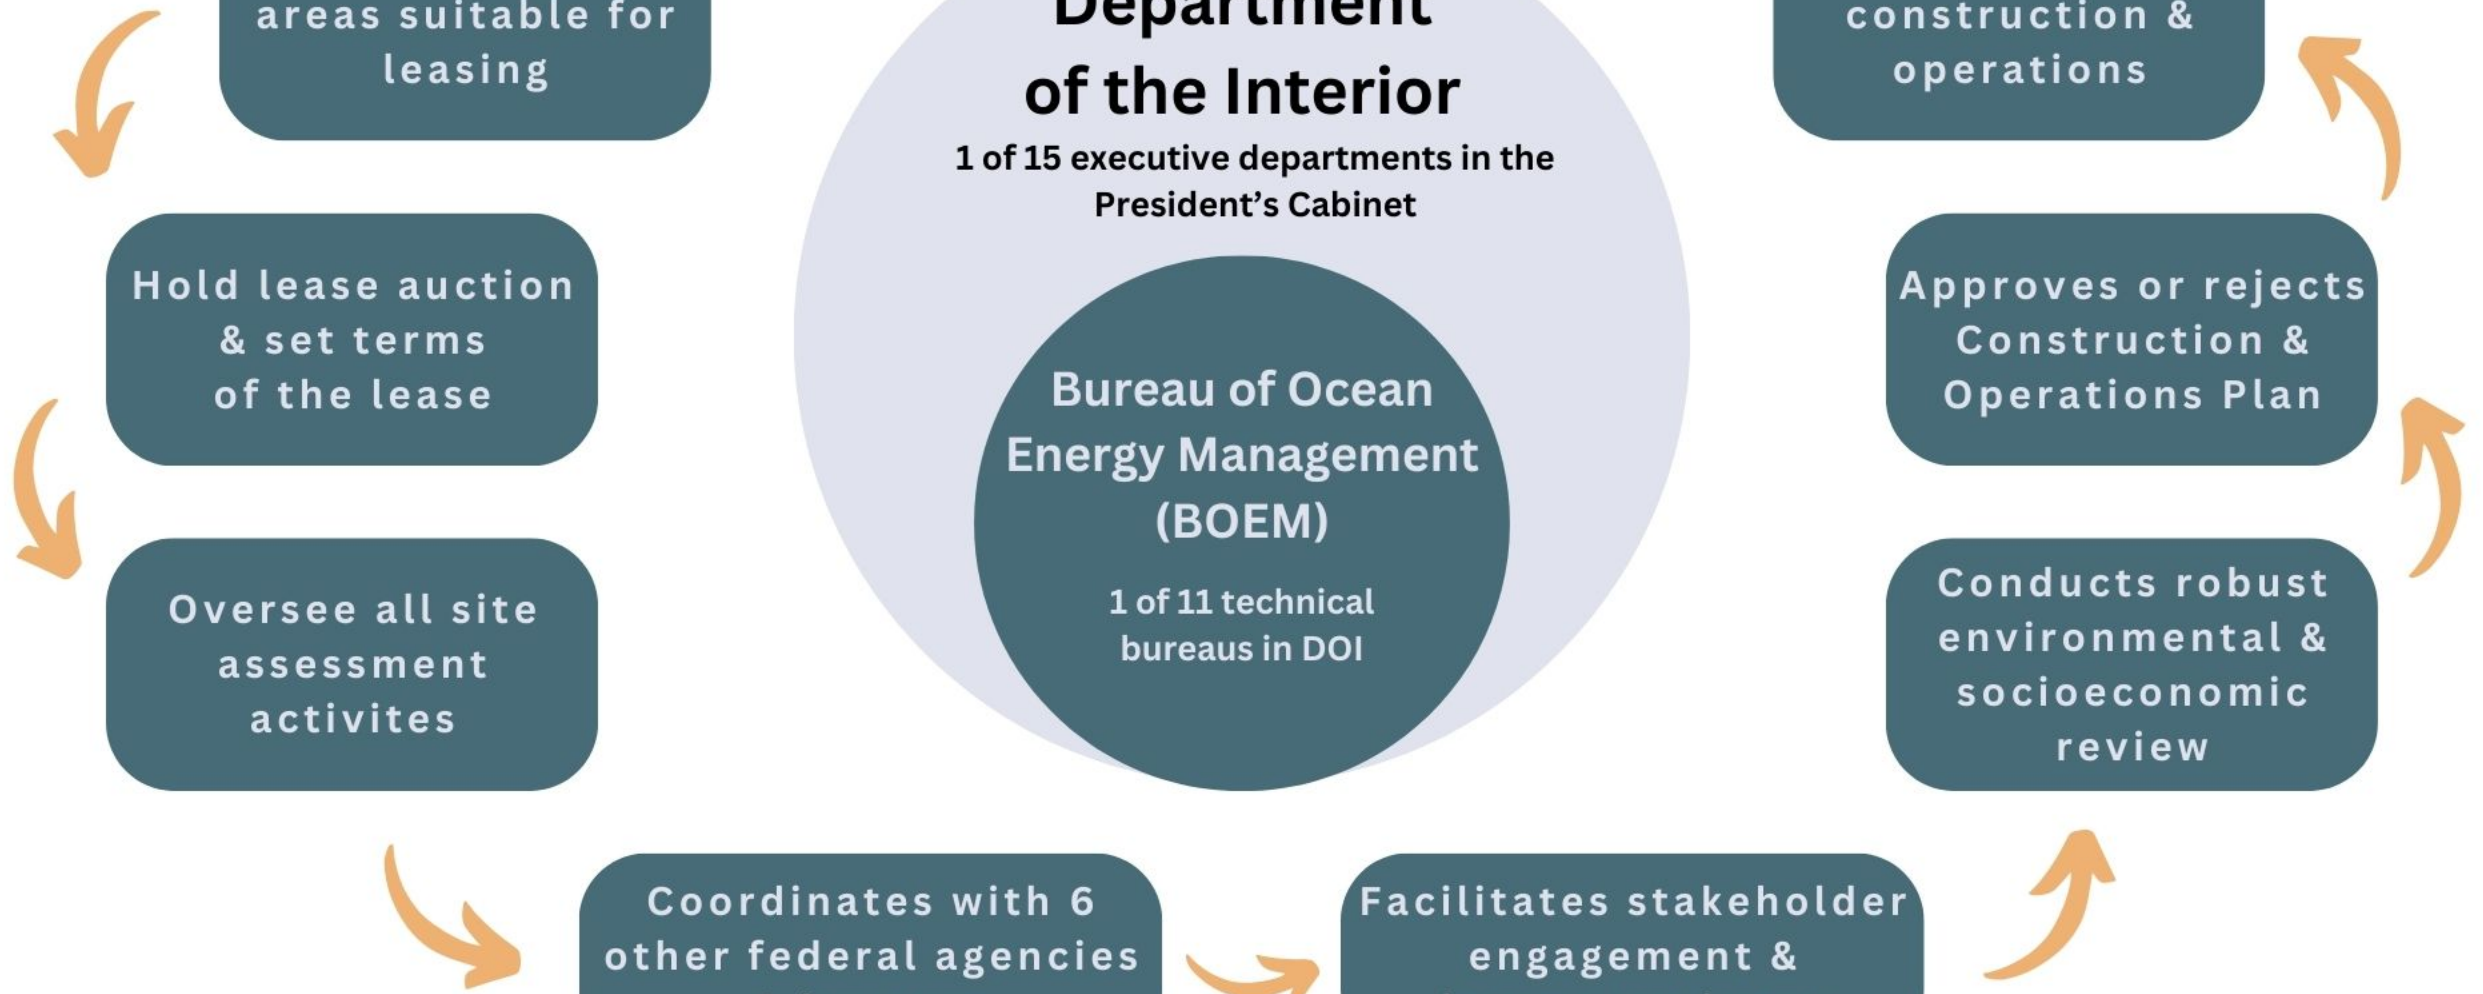 areas suitable for
leasing
Hold lease auction
& set terms
of the lease
Oversee all site
assessment
activites
Coordinates with 6
other federal agencies
Facilitates stakeholder
engagement &
Conducts robust
environmental &
socioeconomic
review
Approves or rejects
Construction &
Operations Plan
construction &
operations
Department
of the Interior
1 of 15 executive departments in the
President’s Cabinet
Bureau of Ocean
Energy Management
(BOEM)
1 of 11 technical
bureaus in DOI